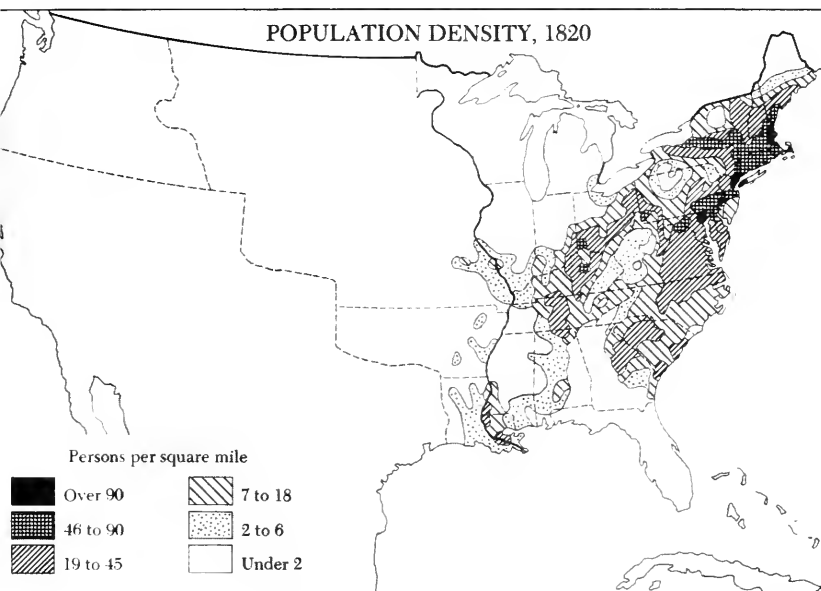 POPULATION DENSITY, 1820
Persons per square mile
Over 90
46 to 90
19 to 45
7 to 18
2 to 6
Under 2